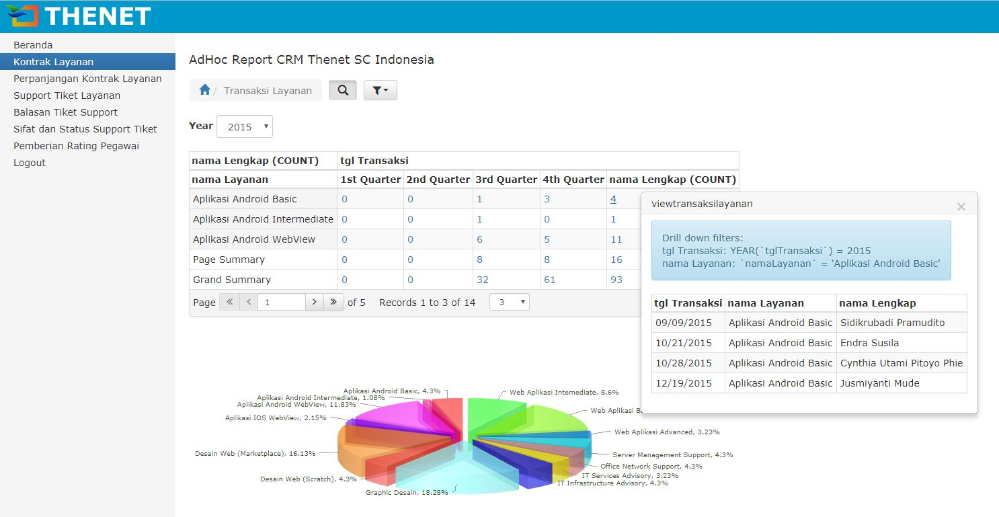 THENET
Beranda
Kontrak Layanan
Perpanjangan Kontrak Layanan
Support Tiket Layanan
Balasan Tiket Support
Sifat dan Status Support Tiket
Pemberian Rating Pegawai
Logout
AdHoc Report CRM Thenet SC Indonesia
/ Transaksi Layanan
Year 2015
nama Lengkap (COUNT) tgl Transaksi
nama Layanan 1st Quarter 2nd Quarter 3rd Quarter 4th Quarter nama Lengkap (COUNT)
Aplikasi Android Basic 0 0 1 3 4
Aplikasi Android Intermediate 0 0 1 0 1
Aplikasi Android WebView 0 0 6 5 11
Page Summary 0 0 8 8 16
Grand Summary 0 0 32 61 93
Page « < 1 > » of 5 Records 1 to 3 of 14 3
viewtransaksilayanan ×
Drill down filters:
tgl Transaksi: YEAR(`tglTransaksi`) = 2015
nama Layanan: `namaLayanan` = 'Aplikasi Android Basic'
tgl Transaksi nama Layanan nama Lengkap
09/09/2015 Aplikasi Android Basic Sidikrubadi Pramudito
10/21/2015 Aplikasi Android Basic Endra Susila
10/28/2015 Aplikasi Android Basic Cynthia Utami Pitoyo Phie
12/19/2015 Aplikasi Android Basic Jusmiyanti Mude
Aplikasi Android Basic, 4.3%
Aplikasi Android Intermediate, 1.08%
Aplikasi Android WebView, 11.83%
Aplikasi IOS WebView, 2.15%
Desain Web (Marketplace), 16.13%
Desain Web (Scratch), 4.3%
Graphic Desain, 18.28%
Web Aplikasi Intemediate, 8.6%
Web Aplikasi
Web Aplikasi Advanced, 3.23%
Server Management Support, 4.3%
Office Network Support, 4.3%
IT Services Advisory, 3.23%
IT Infrastructure Advisory, 4.3%